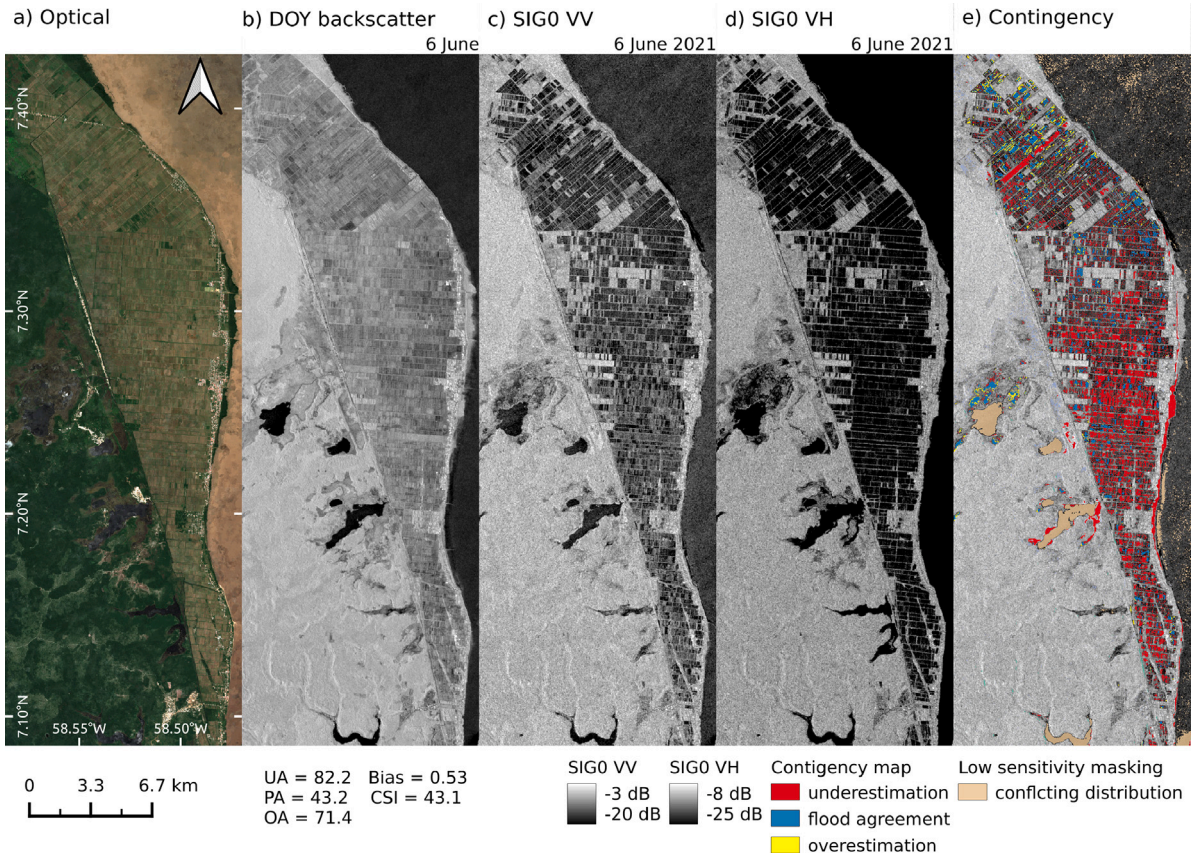 a) Optical
b) DOY backscatter
6 June
c) SIG0 VV
6 June 2021
d) SIG0 VH
6 June 2021
e) Contingency
7.40°N
7.30°N
7.20°N
7.10°N
58.55°W
58.50°W
0 3.3 6.7 km
UA = 82.2 Bias = 0.53
PA = 43.2 CSI = 43.1
OA = 71.4
SIG0 VV
-3 dB
-20 dB
SIG0 VH
-8 dB
-25 dB
Contigency map
underestimation
flood agreement
overestimation
Low sensitivity masking
conflcting distribution